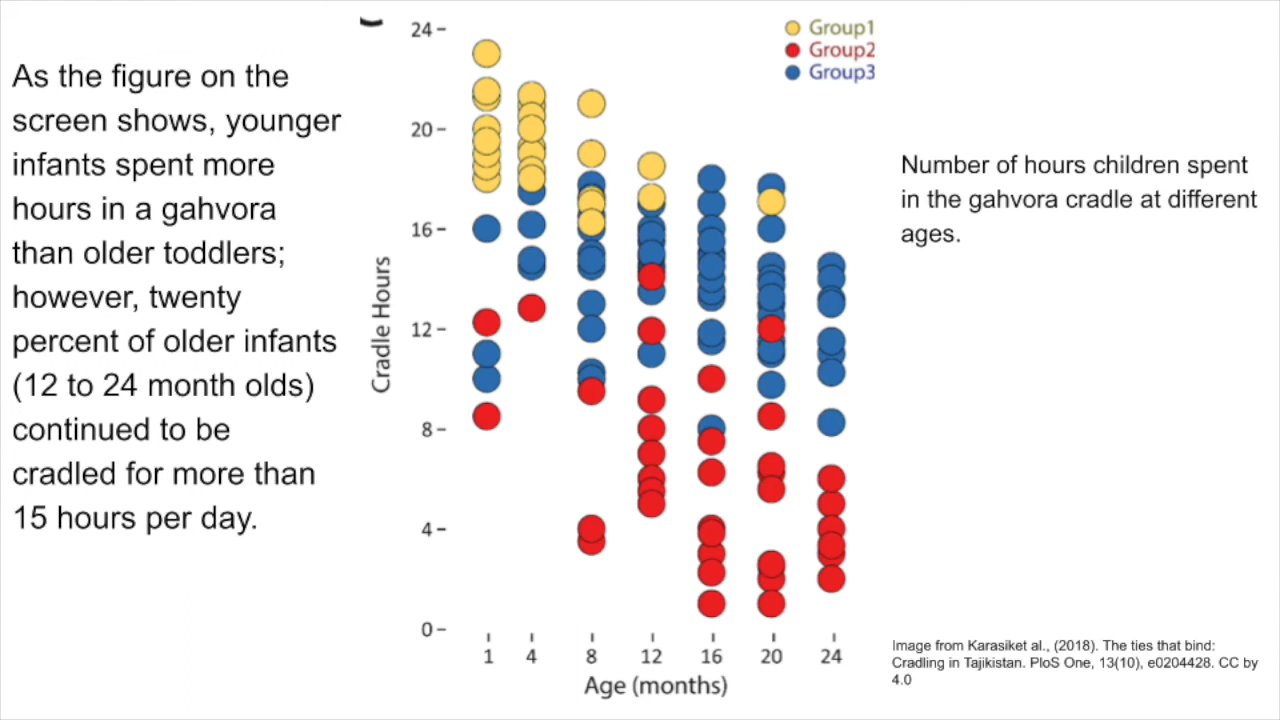 As the figure on the
screen shows, younger
infants spent more
hours in a gahvora
than older toddlers;
however, twenty
percent of older infants
(12 to 24 month olds)
continued to be
cradled for more than
15 hours per day.
Group1
Group2
Group3
24
20
16
12
8
4
0
Cradle Hours
1 4 8 12 16 20 24
Age (months)
Number of hours children spent
in the gahvora cradle at different
ages.
Image from Karasiket al., (2018). The ties that bind:
Cradling in Tajikistan. PloS One, 13(10), e0204428. CC by
4.0